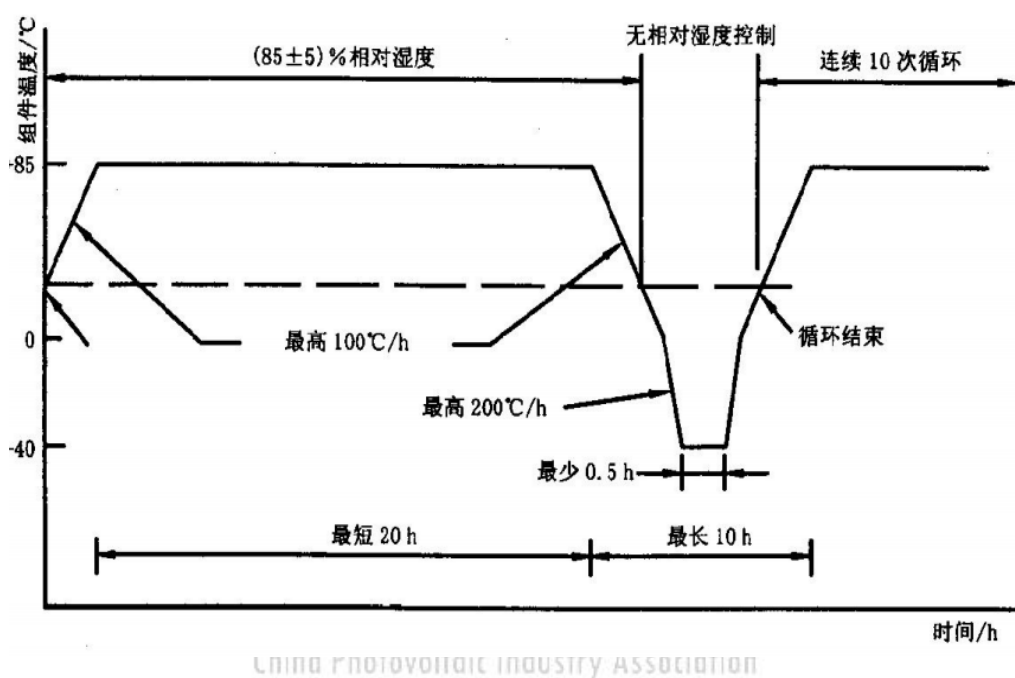 无相对湿度控制
(85±5)%相对湿度
连续10次循环
组件温度/℃
85
0
最高100℃/h
循环结束
最高200℃/h
-40
最少0.5h
最短20h
最长10h
时间/h
China Photovoltaic Industry Association